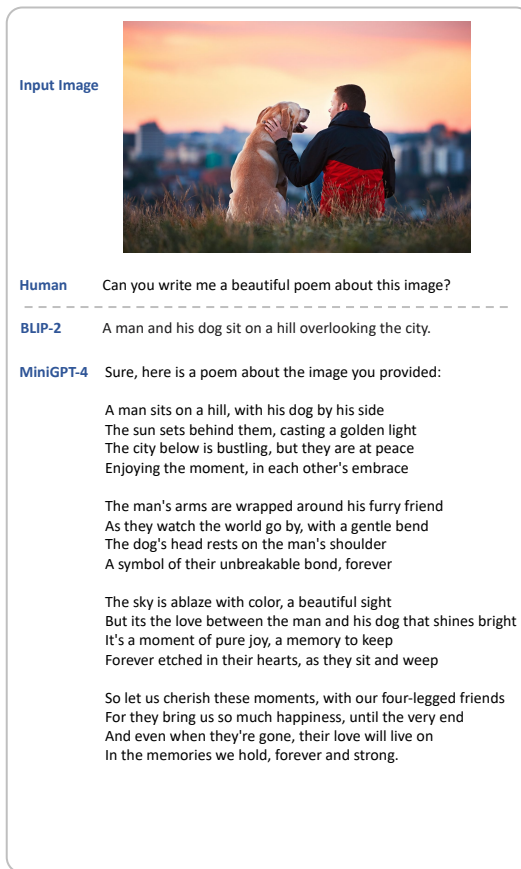 Input Image
Human Can you write me a beautiful poem about this image?
BLIP-2 A man and his dog sit on a hill overlooking the city.
MiniGPT-4 Sure, here is a poem about the image you provided:
A man sits on a hill, with his dog by his side
The sun sets behind them, casting a golden light
The city below is bustling, but they are at peace
Enjoying the moment, in each other's embrace
The man's arms are wrapped around his furry friend
As they watch the world go by, with a gentle bend
The dog's head rests on the man's shoulder
A symbol of their unbreakable bond, forever
The sky is ablaze with color, a beautiful sight
But its the love between the man and his dog that shines bright
It's a moment of pure joy, a memory to keep
Forever etched in their hearts, as they sit and weep
So let us cherish these moments, with our four-legged friends
For they bring us so much happiness, until the very end
And even when they're gone, their love will live on
In the memories we hold, forever and strong.